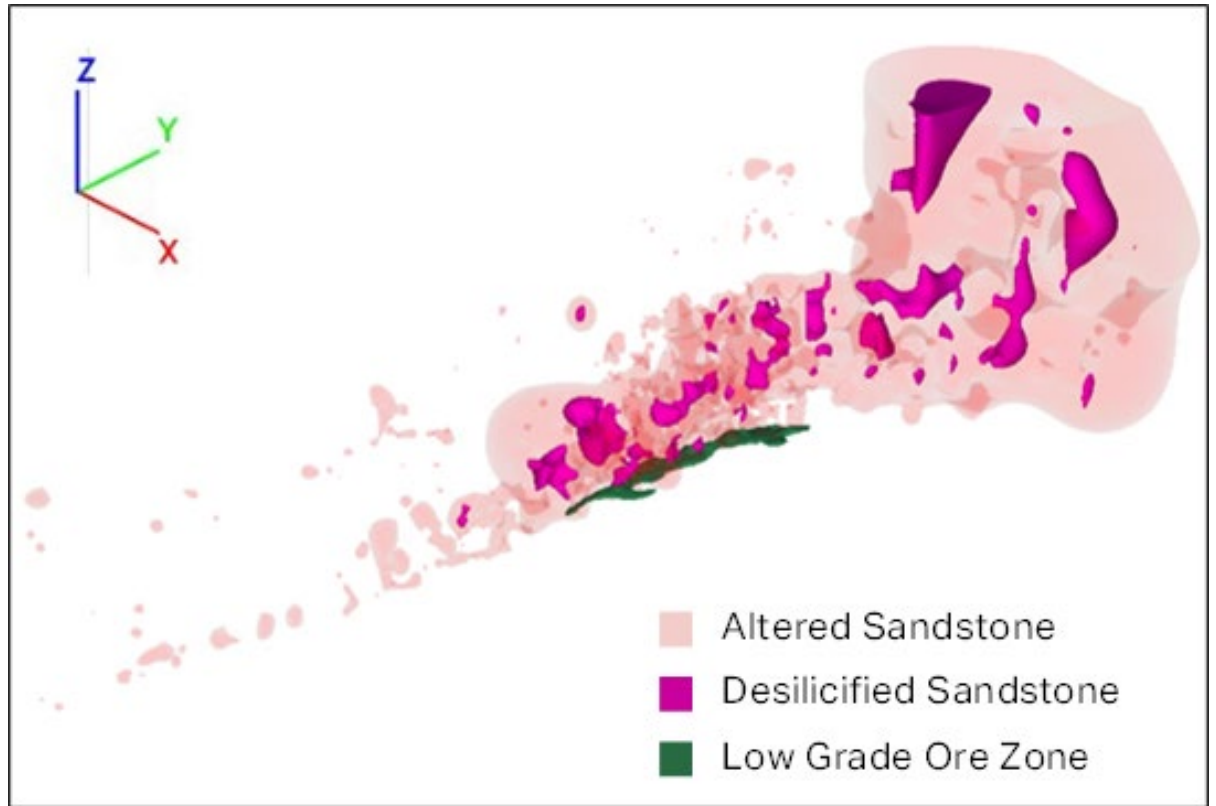 Z
Y
X
Altered Sandstone
Desilicified Sandstone
Low Grade Ore Zone